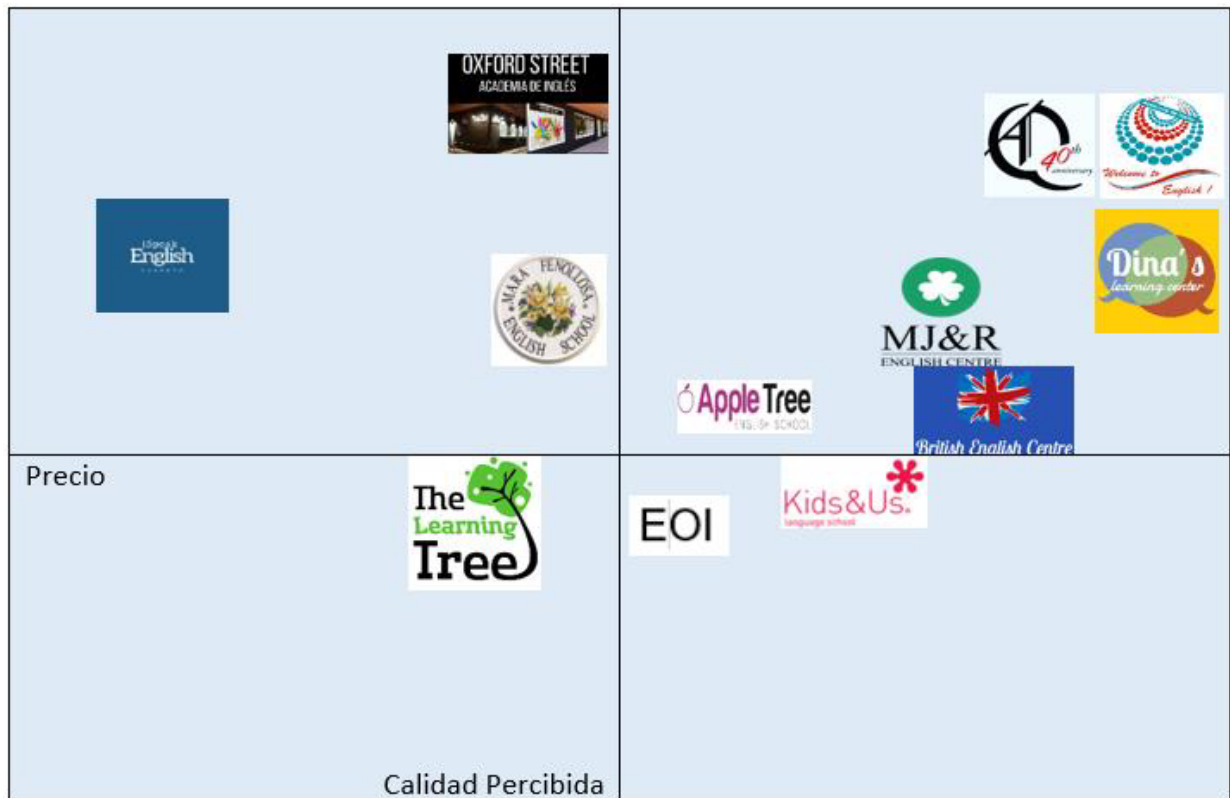 OXFORD STREET
ACADEMIA DE INGLÉS
40th
anniversary
Welcome to
English !
iSpeak
English
MARA FENOLLOSA
ENGLISH SCHOOL
Dina's
learning center
MJ&R
ENGLISH CENTRE
Apple Tree
ENGLISH SCHOOL
British English Centre
Precio
The
Learning
Tree
EOI
Kids&Us.
language school
Calidad Percibida